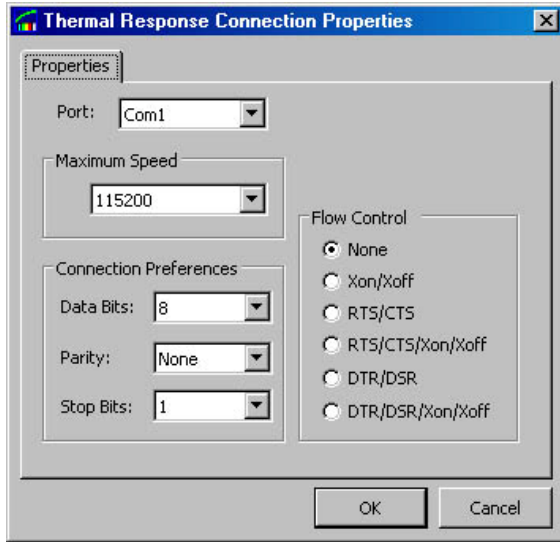 Thermal Response Connection Properties
Properties
Port: Com1
Maximum Speed
115200
Connection Preferences
Data Bits: 8
Parity: None
Stop Bits: 1
Flow Control
None
Xon/Xoff
RTS/CTS
RTS/CTS/Xon/Xoff
DTR/DSR
DTR/DSR/Xon/Xoff
OK Cancel